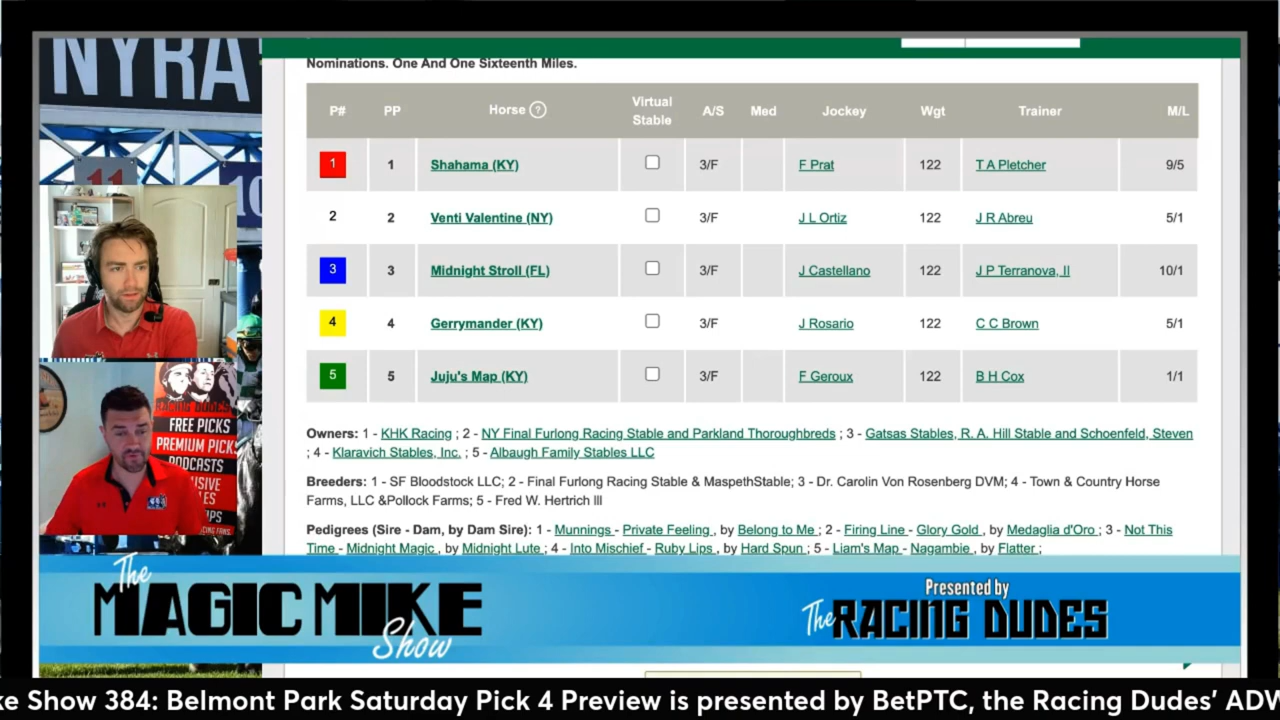 NYRA
11
10
RACING DUDES
FREE PICKS
PREMIUM PICKS
PODCASTS
Nominations. One And One Sixteenth Miles.
P# PP Horse ? Virtual Stable A/S Med Jockey Wgt Trainer M/L
1 1 Shahama (KY) 3/F F Prat 122 T A Pletcher 9/5
2 2 Venti Valentine (NY) 3/F J L Ortiz 122 J R Abreu 5/1
3 3 Midnight Stroll (FL) 3/F J Castellano 122 J P Terranova, II 10/1
4 4 Gerrymander (KY) 3/F J Rosario 122 C C Brown 5/1
5 5 Juju's Map (KY) 3/F F Geroux 122 B H Cox 1/1
Owners: 1 - KHK Racing ; 2 - NY Final Furlong Racing Stable and Parkland Thoroughbreds ; 3 - Gatsas Stables, R. A. Hill Stable and Schoenfeld, Steven
; 4 - Klaravich Stables, Inc. ; 5 - Albaugh Family Stables LLC
Breeders: 1 - SF Bloodstock LLC; 2 - Final Furlong Racing Stable & MaspethStable; 3 - Dr. Carolin Von Rosenberg DVM; 4 - Town & Country Horse
Farms, LLC &Pollock Farms; 5 - Fred W. Hertrich III
Pedigrees (Sire - Dam, by Dam Sire): 1 - Munnings - Private Feeling , by Belong to Me ; 2 - Firing Line - Glory Gold , by Medaglia d'Oro ; 3 - Not This
Time - Midnight Magic , by Midnight Lute ; 4 - Into Mischief - Ruby Lips , by Hard Spun ; 5 - Liam's Map - Nagambie , by Flatter ;
The
MAGIC MIKE
Show
Presented by
The RACING DUDES
ke Show 384: Belmont Park Saturday Pick 4 Preview is presented by BetPTC, the Racing Dudes' ADW